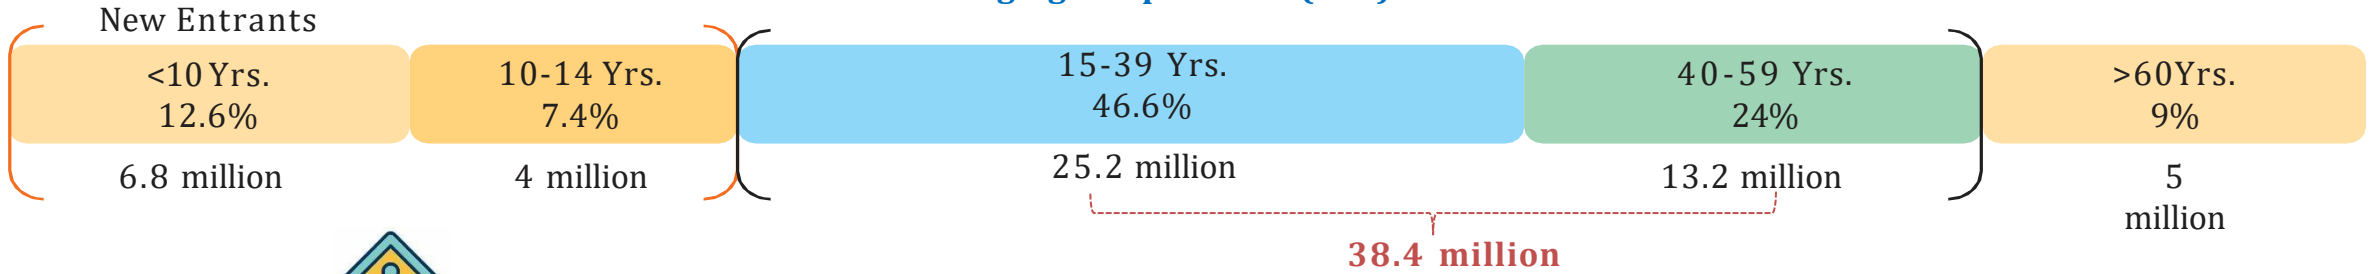 New Entrants
<10 Yrs.
12.6%
6.8 million
10-14 Yrs.
7.4%
4 million
15-39 Yrs.
46.6%
25.2 million
40-59 Yrs.
24%
13.2 million
38.4 million
>60Yrs.
9%
5
million